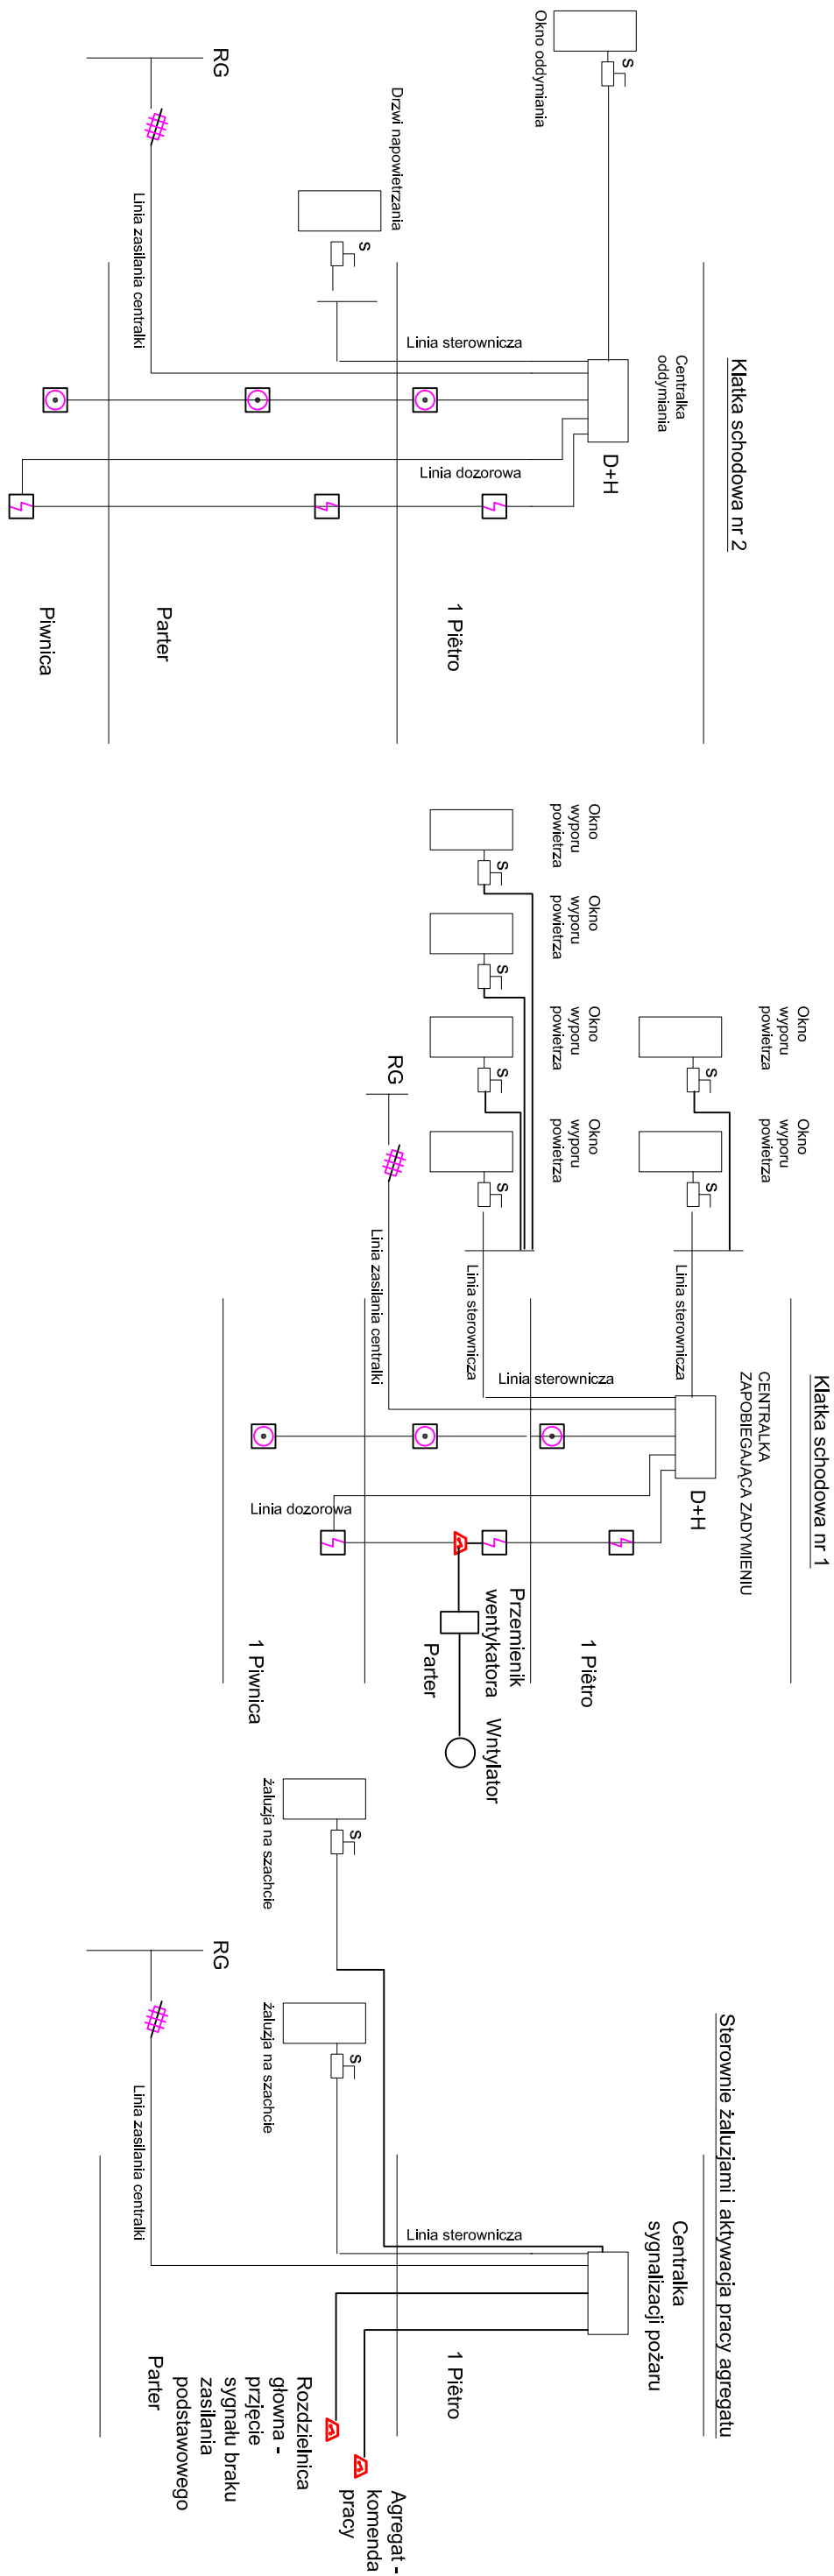 Klatka schodowa nr 2
Okno oddymiania
S
Centralka
oddymiania
D+H
RG
Drzwi napowietrzania
S
Linia zasilania centralki
Linia sterownicza
Linia dozorowa
1 Piêtro
Parter
Piwnica
Klatka schodowa nr 1
Okno
wyporu
powietrza
S
Okno
wyporu
powietrza
S
CENTRALKA
ZAPOBIEGAJĄCA ZADYMIENIU
D+H
Okno
wyporu
powietrza
S
Okno
wyporu
powietrza
S
Okno
wyporu
powietrza
S
Okno
wyporu
powietrza
S
RG
Linia zasilania centralki
Linia sterownicza
Linia sterownicza
Linia sterownicza
Linia dozorowa
1 Piêtro
Przemienik
wentykatora
Wntylator
Parter
1 Piwnica
Sterownie żaluzjami i aktywacja pracy agregatu
Centralka
sygnalizacji pożaru
S
żaluzja na szachcie
S
żaluzja na szachcie
RG
Linia zasilania centralki
Linia sterownicza
1 Piêtro
Agregat -
komenda
pracy
Rozdzielnica
głowna -
przjęcie
sygnału braku
zasilania
podstawowego
Parter